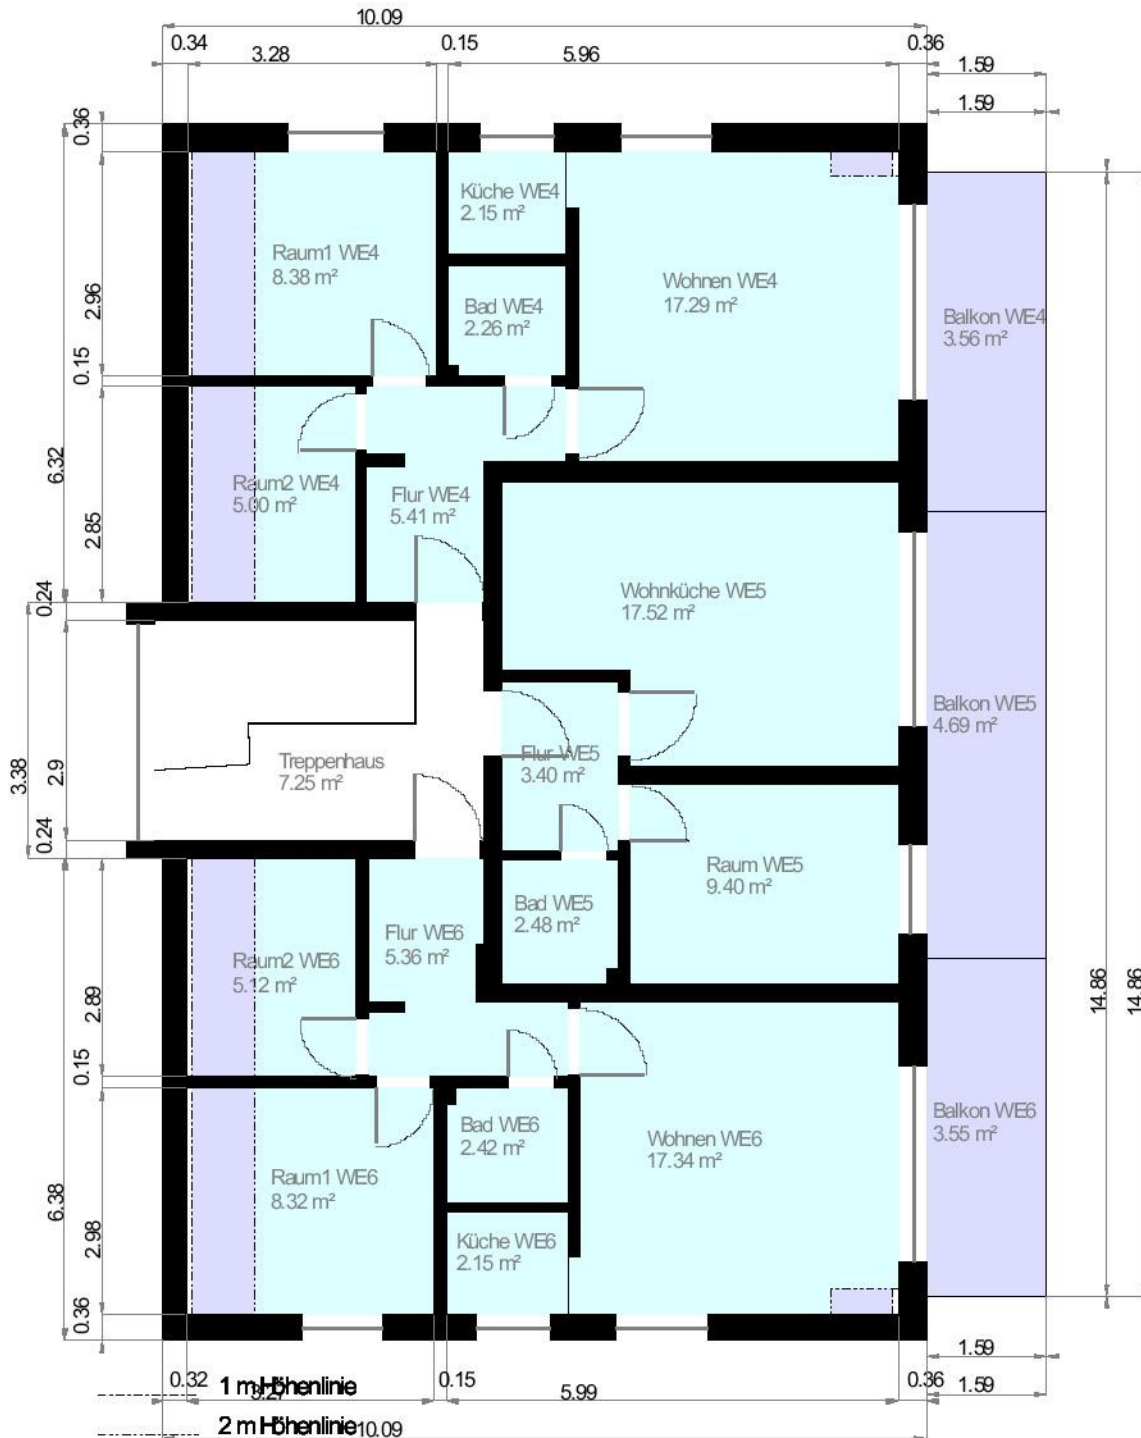 10.09
0.34
3.28
0.15
5.96
0.36
1.59
1.59
0.36
2.96
0.15
6.32
2.85
0.24
3.38
2.9
0.24
2.89
0.15
6.38
2.98
0.36
Küche WE4
2.15 m²
Raum1 WE4
8.38 m²
Wohnen WE4
17.29 m²
Bad WE4
2.26 m²
Balkon WE4
3.56 m²
Raum2 WE4
5.00 m²
Flur WE4
5.41 m²
Wohnküche WE5
17.52 m²
Balkon WE5
4.69 m²
Treppenhaus
7.25 m²
Flur WE5
3.40 m²
Raum WE5
9.40 m²
Bad WE5
2.48 m²
Flur WE6
5.36 m²
Raum2 WE6
5.12 m²
14.86
14.86
Bad WE6
2.42 m²
Wohnen WE6
17.34 m²
Balkon WE6
3.55 m²
Raum1 WE6
8.32 m²
Küche WE6
2.15 m²
1.59
0.32
3.27
0.15
5.99
0.36
1.59
1 m Höhenlinie
2 m Höhenlinie
10.09